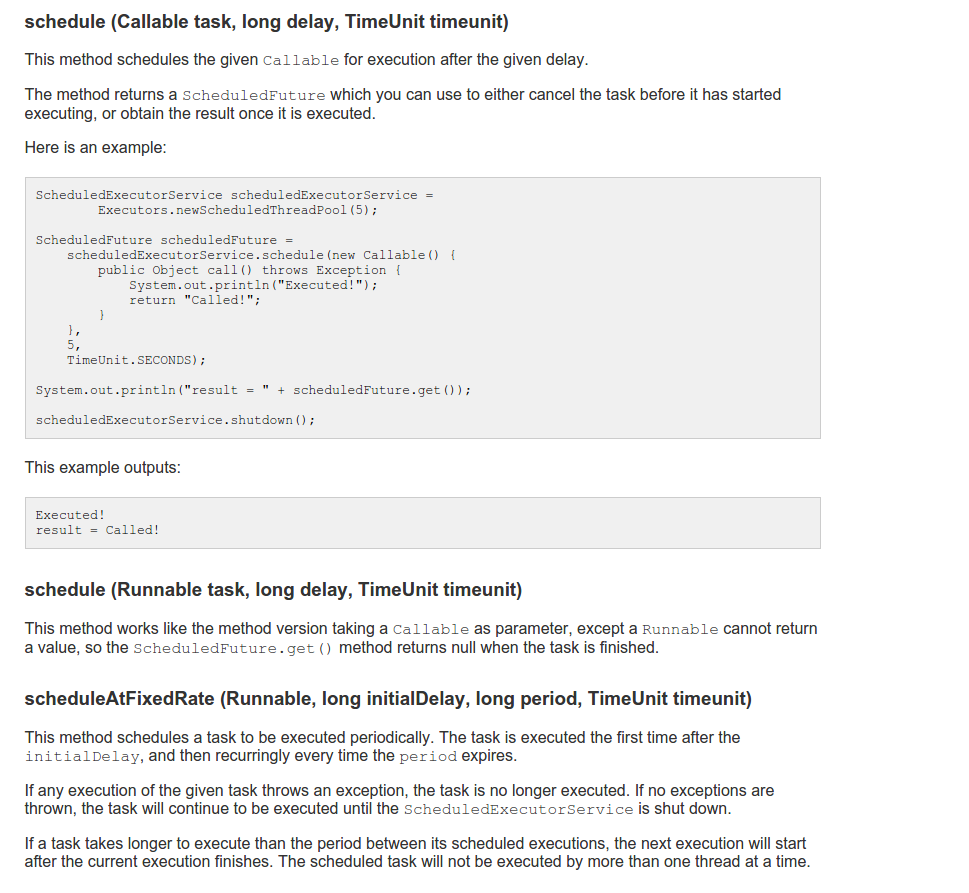 schedule (Callable task, long delay, TimeUnit timeunit)
This method schedules the given Callable for execution after the given delay.
The method returns a ScheduledFuture which you can use to either cancel the task before it has started
executing, or obtain the result once it is executed.
Here is an example:
ScheduledExecutorService scheduledExecutorService =
        Executors.newScheduledThreadPool(5);
ScheduledFuture scheduledFuture =
    scheduledExecutorService.schedule(new Callable() {
        public Object call() throws Exception {
            System.out.println("Executed!");
            return "Called!";
        }
    },
    5,
    TimeUnit.SECONDS);
System.out.println("result = " + scheduledFuture.get());
scheduledExecutorService.shutdown();
This example outputs:
Executed!
result = Called!
schedule (Runnable task, long delay, TimeUnit timeunit)
This method works like the method version taking a Callable as parameter, except a Runnable cannot return
a value, so the ScheduledFuture.get() method returns null when the task is finished.
scheduleAtFixedRate (Runnable, long initialDelay, long period, TimeUnit timeunit)
This method schedules a task to be executed periodically. The task is executed the first time after the
initialDelay, and then recurringly every time the period expires.
If any execution of the given task throws an exception, the task is no longer executed. If no exceptions are
thrown, the task will continue to be executed until the ScheduledExecutorService is shut down.
If a task takes longer to execute than the period between its scheduled executions, the next execution will start
after the current execution finishes. The scheduled task will not be executed by more than one thread at a time.